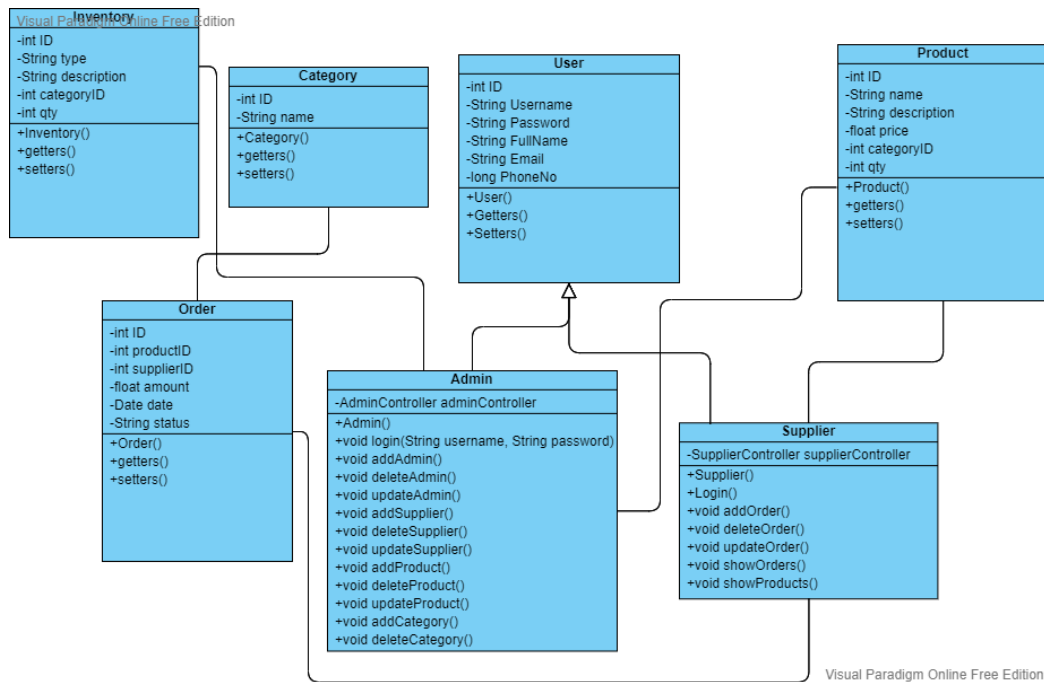 Visual Paradigm Online Free Edition
Inventory
-int ID
-String type
-String description
-int categoryID
-int qty
+Inventory()
+getters()
+setters()
Category
-int ID
-String name
+Category()
+getters()
+setters()
User
-int ID
-String Username
-String Password
-String FullName
-String Email
-long PhoneNo
+User()
+Getters()
+Setters()
Product
-int ID
-String name
-String description
-float price
-int categoryID
-int qty
+Product()
+getters()
+setters()
Order
-int ID
-int productID
-int supplierID
-float amount
-Date date
-String status
+Order()
+getters()
+setters()
Admin
-AdminController adminController
+Admin()
+void login(String username, String password)
+void addAdmin()
+void deleteAdmin()
+void updateAdmin()
+void addSupplier()
+void deleteSupplier()
+void updateSupplier()
+void addProduct()
+void deleteProduct()
+void updateProduct()
+void addCategory()
+void deleteCategory()
Supplier
-SupplierController supplierController
+Supplier()
+Login()
+void addOrder()
+void deleteOrder()
+void updateOrder()
+void showOrders()
+void showProducts()
Visual Paradigm Online Free Edition